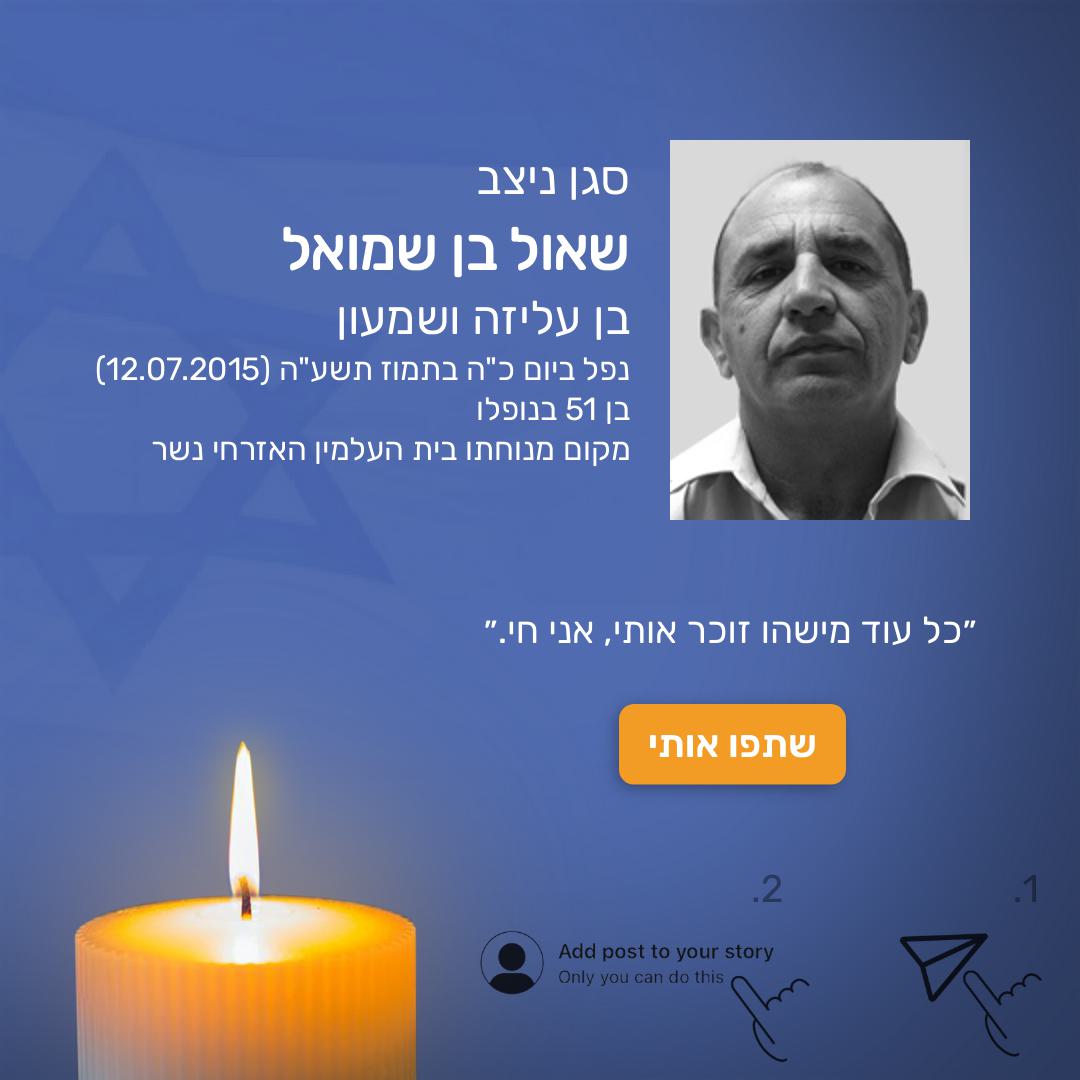 סגן ניצב
שאול בן שמואל
בן עליזה ושמעון
נפל ביום כ"ה בתמוז תשע"ה (12.07.2015)
בן 51 בנופלו
מקום מנוחתו בית העלמין האזרחי נשר
״כל עוד מישהו זוכר אותי, אני חי.״
שתפו אותי
.1
.2
Add post to your story
Only you can do this